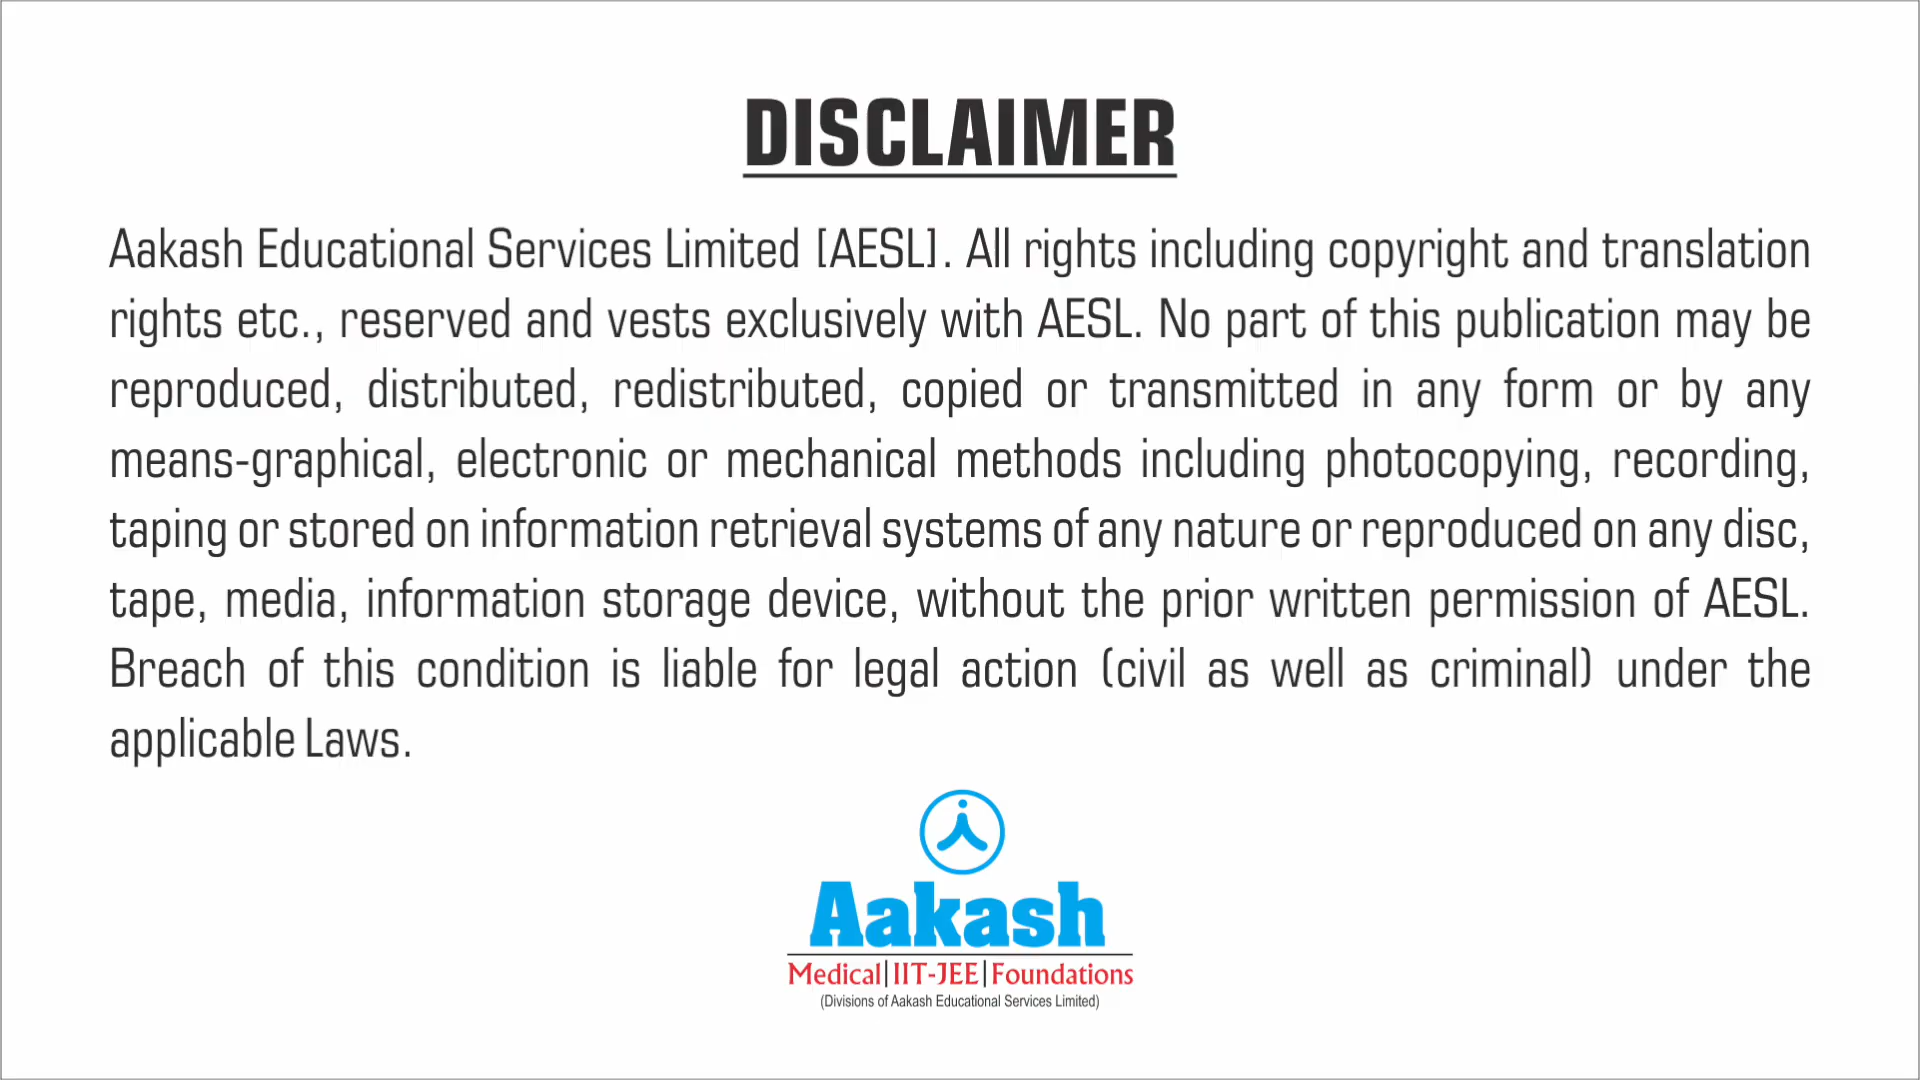 DISCLAIMER
Aakash Educational Services Limited [AESL]. All rights including copyright and translation
rights etc., reserved and vests exclusively with AESL. No part of this publication may be
reproduced, distributed, redistributed, copied or transmitted in any form or by any
means-graphical, electronic or mechanical methods including photocopying, recording,
taping or stored on information retrieval systems of any nature or reproduced on any disc,
tape, media, information storage device, without the prior written permission of AESL.
Breach of this condition is liable for legal action (civil as well as criminal) under the
applicable Laws.
Aakash
Medical|IIT-JEE|Foundations
(Divisions of Aakash Educational Services Limited)